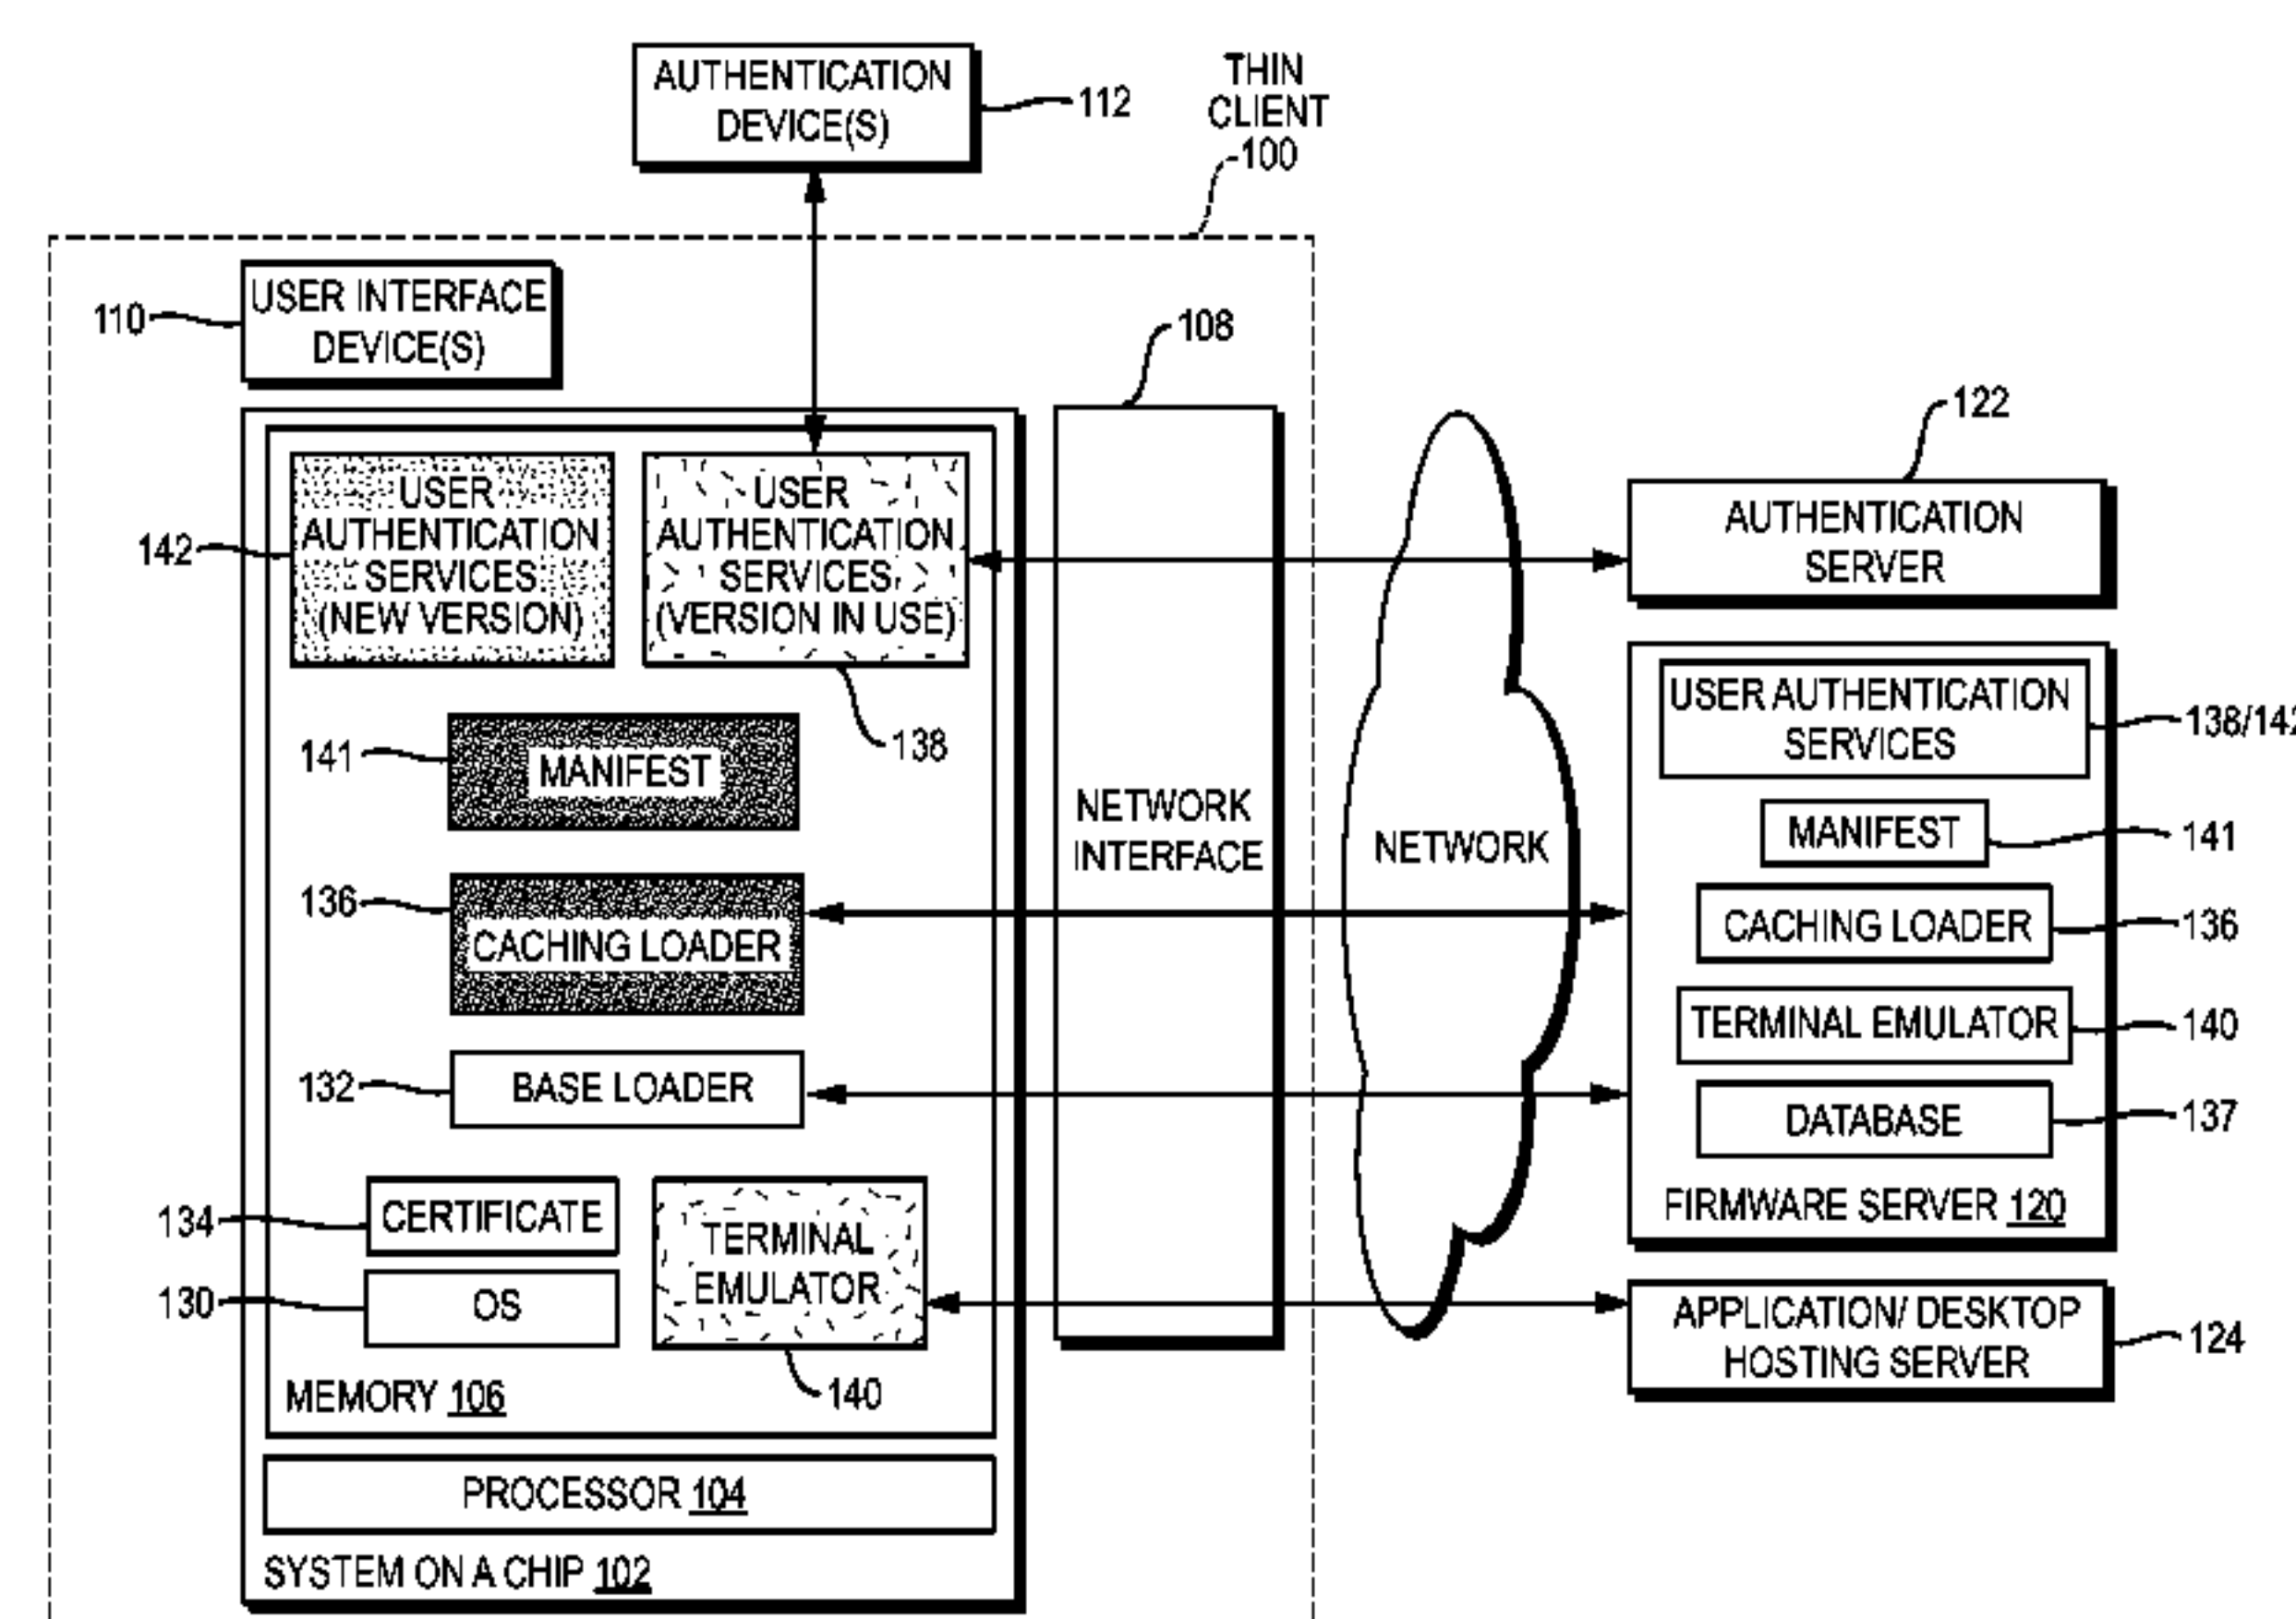 AUTHENTICATION
DEVICE(S)
112
THIN
CLIENT
100
USER INTERFACE
DEVICE(S)
110
108
122
USER
AUTHENTICATION
SERVICES
(NEW VERSION)
142
USER
AUTHENTICATION
SERVICES
(VERSION IN USE)
138
AUTHENTICATION
SERVER
USER AUTHENTICATION
SERVICES
138/142
141
MANIFEST
NETWORK
INTERFACE
NETWORK
MANIFEST
141
136
CACHING LOADER
CACHING LOADER
136
TERMINAL EMULATOR
140
132
BASE LOADER
DATABASE
137
FIRMWARE SERVER 120
134
CERTIFICATE
130
OS
TERMINAL
EMULATOR
140
APPLICATION/ DESKTOP
HOSTING SERVER
124
MEMORY 106
PROCESSOR 104
SYSTEM ON A CHIP 102